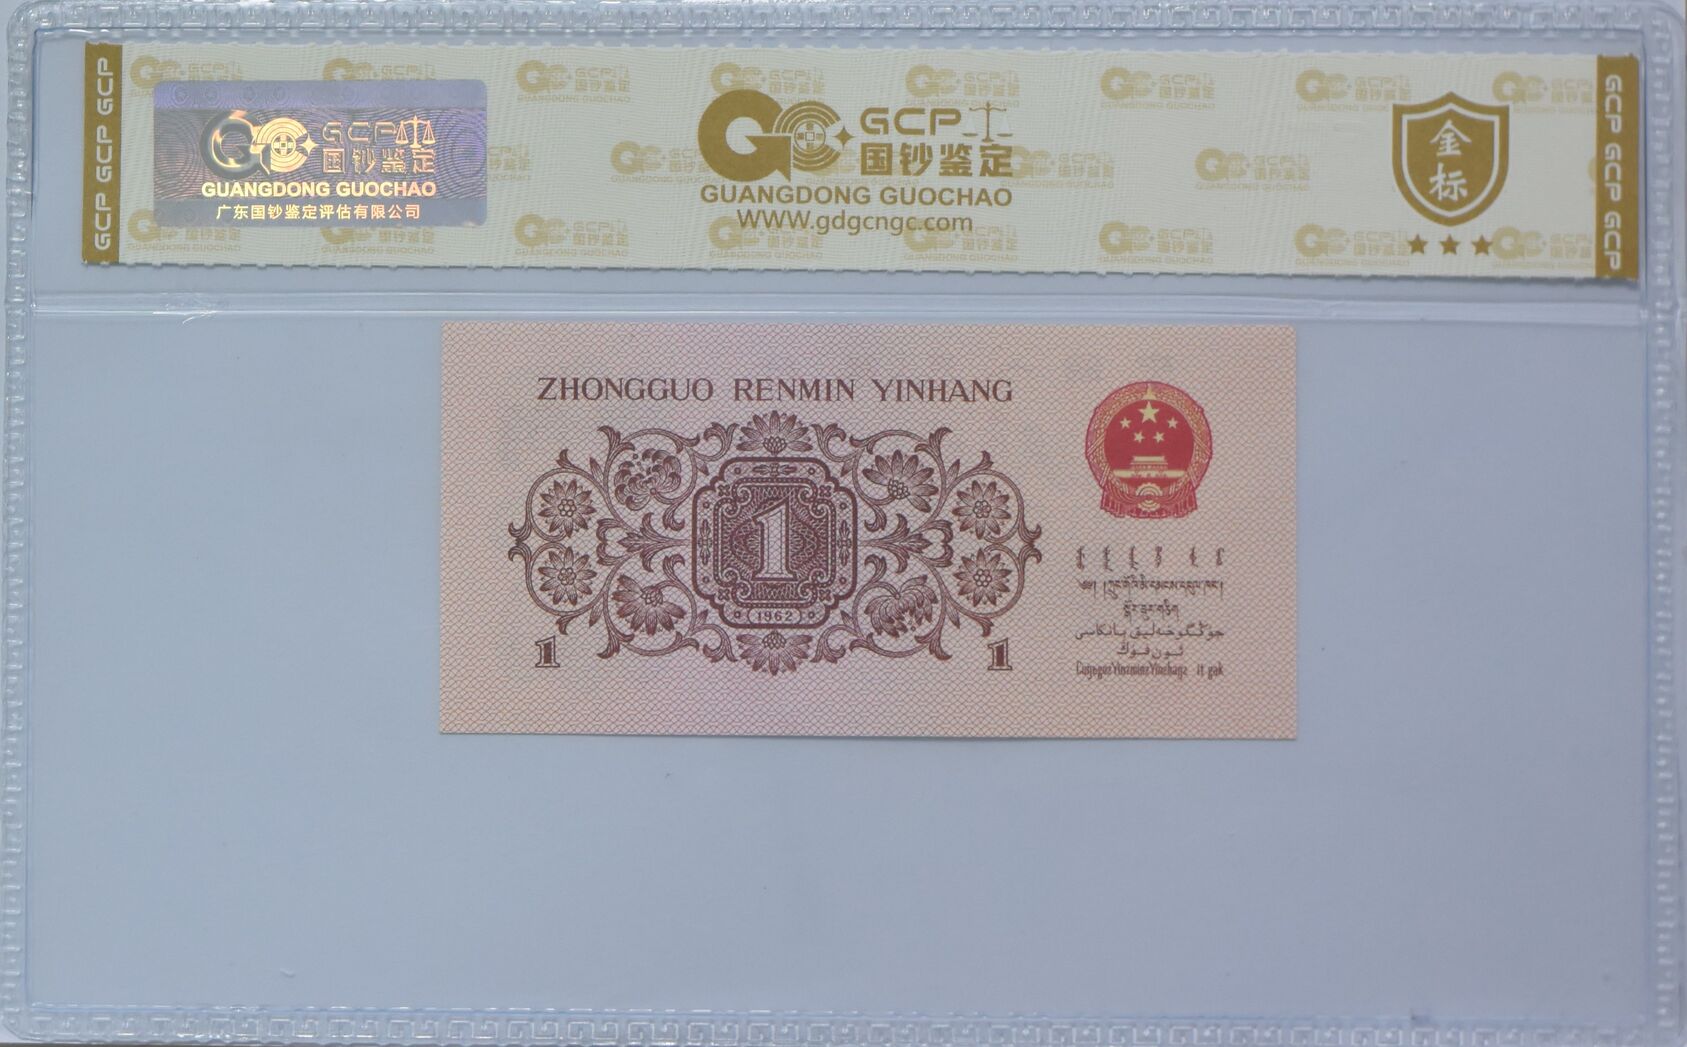 GCP GCP GCP
GCP
国钞鉴定
GUANGDONG GUOCHAO
广东国钞鉴定评估有限公司
GCP
国钞鉴定
GUANGDONG GUOCHAO
WWW.gdgcngc.com
金标
GCP GCP GCP
ZHONGGUO RENMIN YINHANG
1
(1962)
1
1